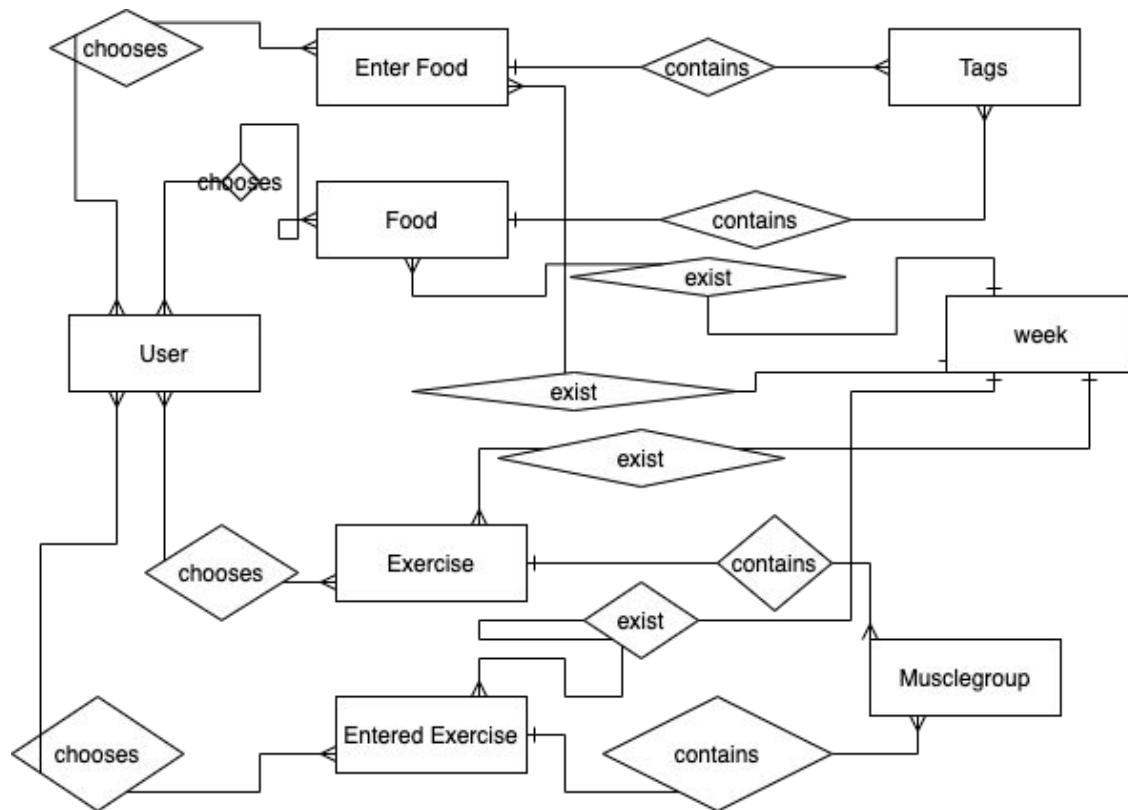 chooses
Enter Food
contains
Tags
chooses
Food
contains
exist
week
User
exist
exist
chooses
Exercise
contains
exist
Musclegroup
chooses
Entered Exercise
contains